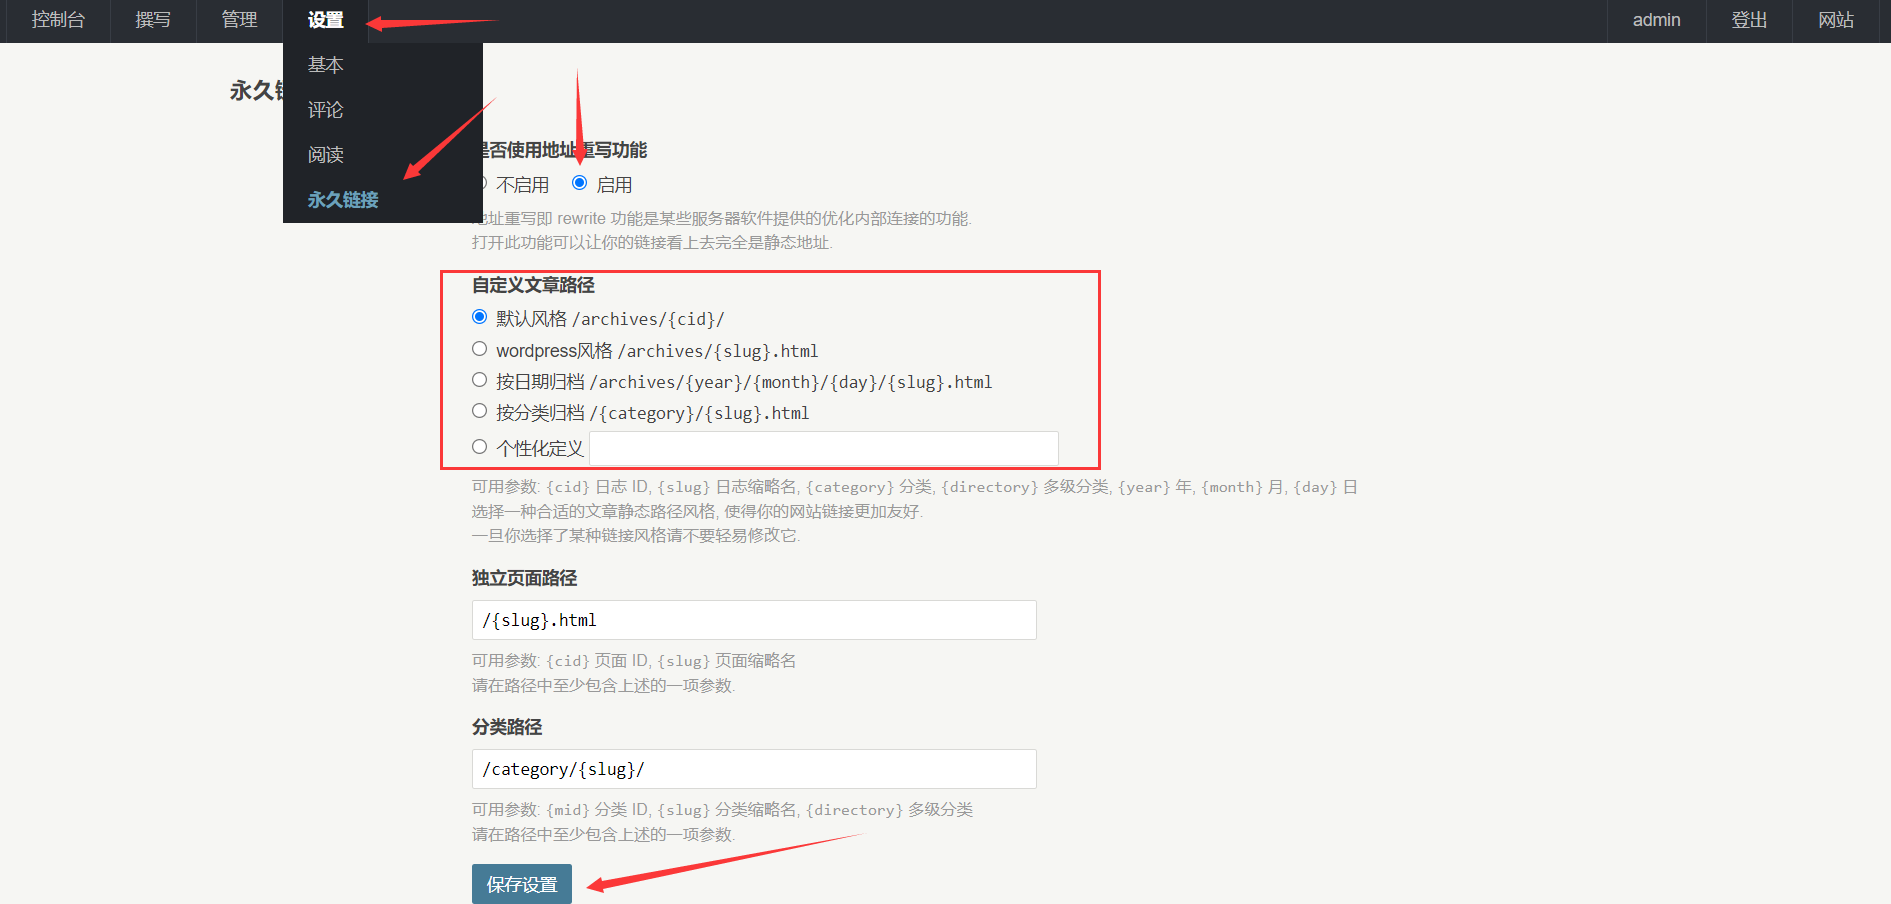 控制台 撰写 管理 设置 admin 登出 网站
基本
永久
评论
阅读
否使用地址重写功能
不启用 启用
永久链接
地址重写即 rewrite 功能是某些服务器软件提供的优化内部连接的功能.
打开此功能可以让你的链接看上去完全是静态地址.
自定义文章路径
默认风格 /archives/{cid}/
wordpress风格 /archives/{slug}.html
按日期归档 /archives/{year}/{month}/{day}/{slug}.html
按分类归档 /{category}/{slug}.html
个性化定义
可用参数: {cid} 日志 ID, {slug} 日志缩略名, {category} 分类, {directory} 多级分类, {year} 年, {month} 月, {day} 日
选择一种合适的文章静态路径风格, 使得你的网站链接更加友好.
一旦你选择了某种链接风格请不要轻易修改它.
独立页面路径
/{slug}.html
可用参数: {cid} 页面 ID, {slug} 页面缩略名
请在路径中至少包含上述的一项参数.
分类路径
/category/{slug}/
可用参数: {mid} 分类 ID, {slug} 分类缩略名, {directory} 多级分类
请在路径中至少包含上述的一项参数.
保存设置